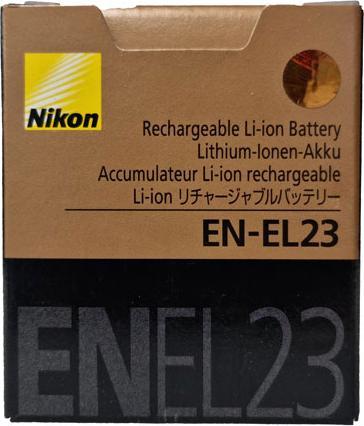 Nikon
Rechargeable Li-ion Battery
Lithium-Ionen-Akku
Accumulateur Li-ion rechargeable
Li-ion リチャージャブルバッテリー
EN-EL23
ENEL23